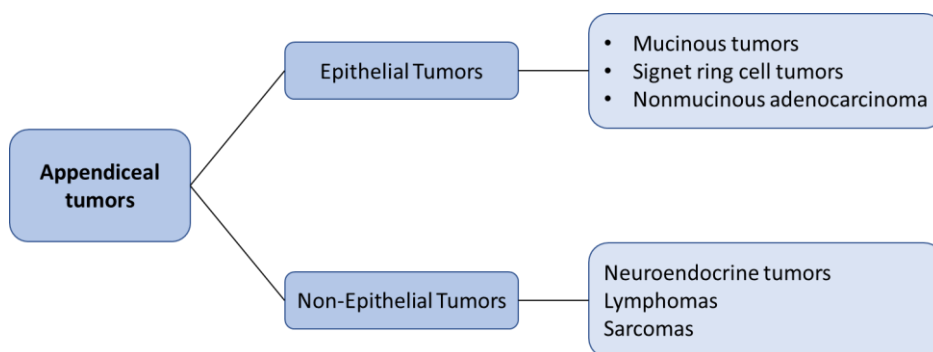 Appendiceal
tumors
Epithelial Tumors
• Mucinous tumors
• Signet ring cell tumors
• Nonmucinous adenocarcinoma
Non-Epithelial Tumors
Neuroendocrine tumors
Lymphomas
Sarcomas